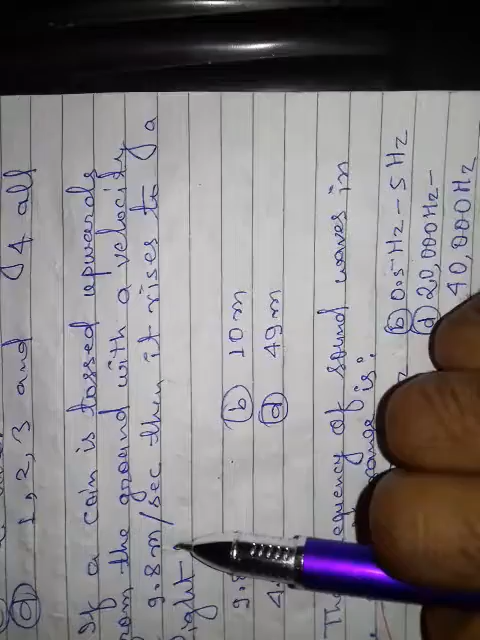 (d) 1, 2, 3 and 4 all
If a coin is tossed upwards
from the ground with a velocity
9.8 m/sec then it rises to a
(b) 10 m
(d) 49 m
frequency of sound waves in
range is:
(b) 0.5 Hz - 5 Hz
(d) 20,000 Hz -
40,000 Hz